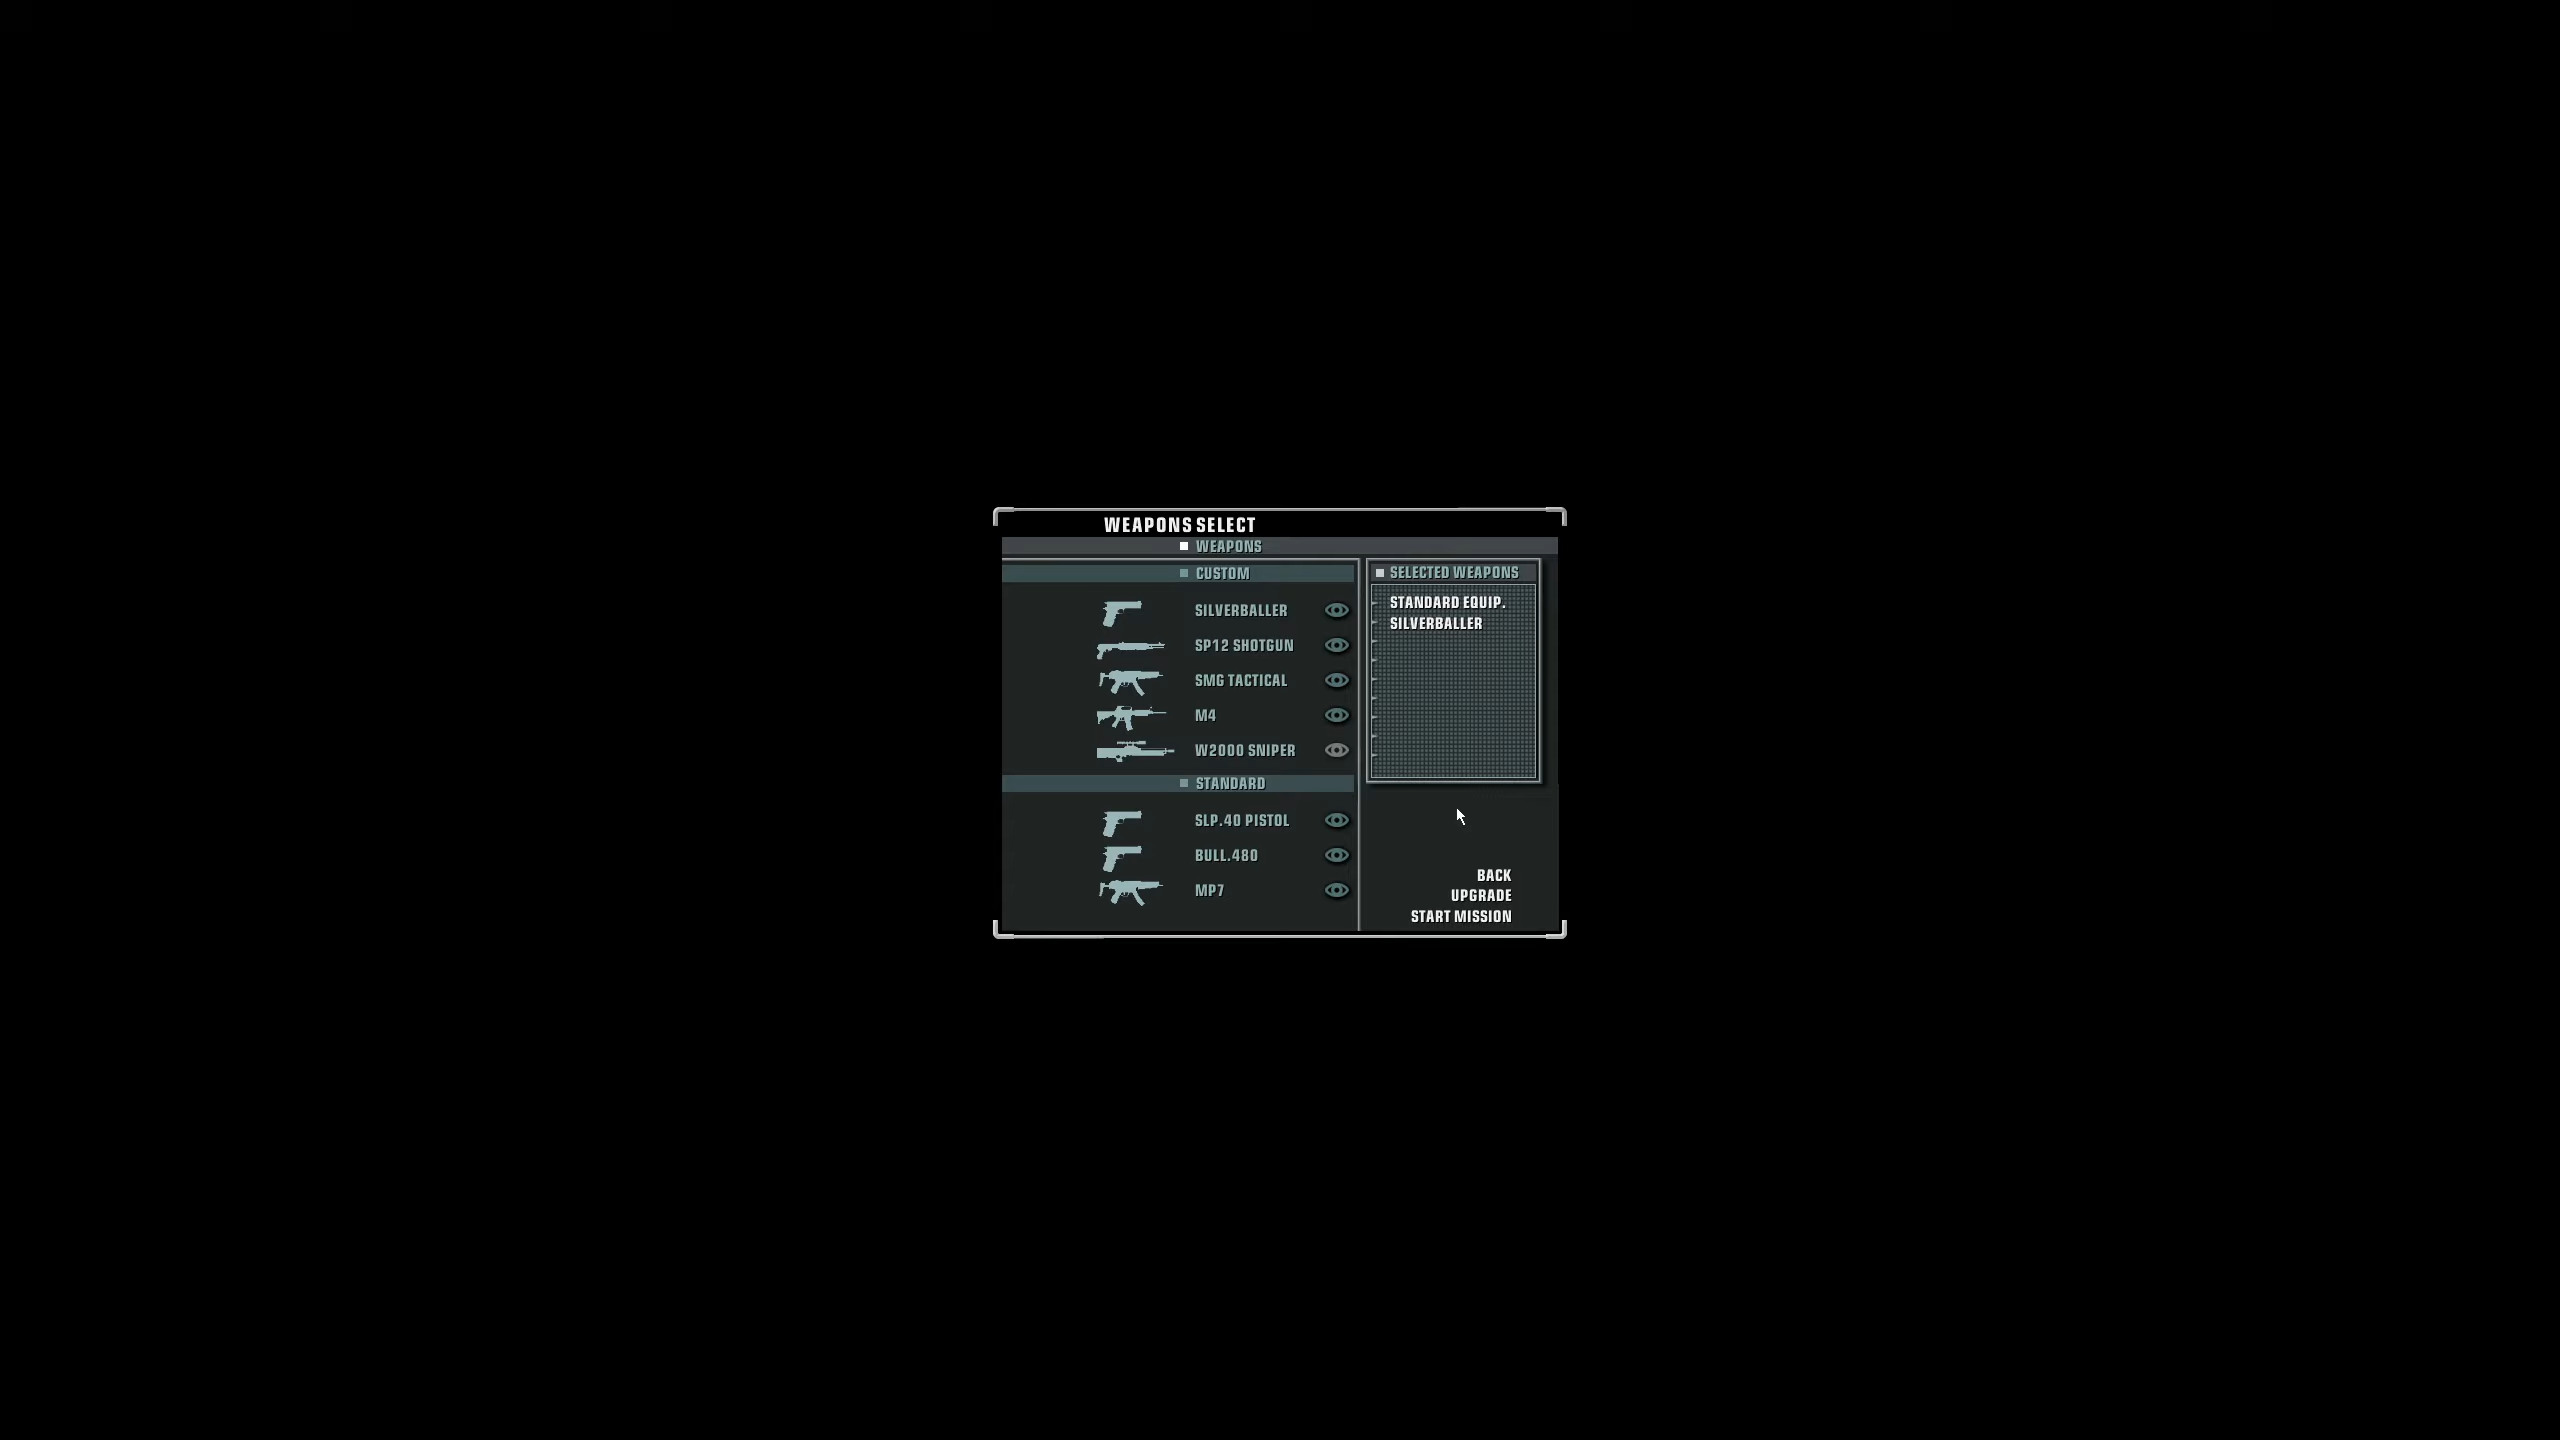 WEAPONS SELECT
WEAPONS
CUSTOM
SILVERBALLER
SP12 SHOTGUN
SMG TACTICAL
M4
W2000 SNIPER
STANDARD
SLP.40 PISTOL
BULL.480
MP7
SELECTED WEAPONS
STANDARD EQUIP.
SILVERBALLER
BACK
UPGRADE
START MISSION